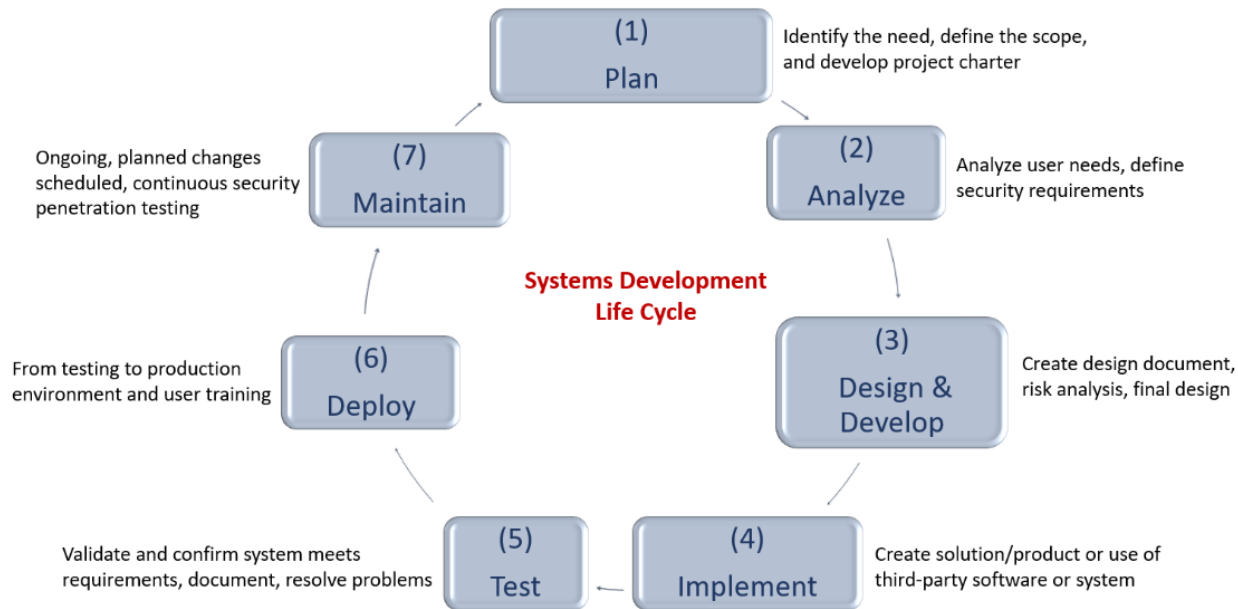 (1)
Plan
Identify the need, define the scope,
and develop project charter
(2)
Analyze
Analyze user needs, define
security requirements
(3)
Design &
Develop
Create design document,
risk analysis, final design
(4)
Implement
Create solution/product or use of
third-party software or system
(5)
Test
Validate and confirm system meets
requirements, document, resolve problems
(6)
Deploy
From testing to production
environment and user training
(7)
Maintain
Ongoing, planned changes
scheduled, continuous security
penetration testing
Systems Development
Life Cycle